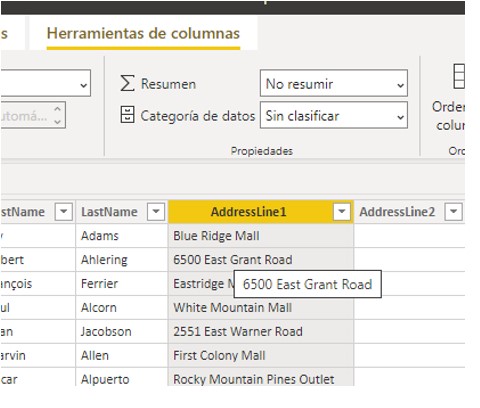 s Herramientas de columnas
Resumen No resumir
utomá... Categoría de datos Sin clasificar
Orde
colu
Propiedades Or
stName LastName AddressLine1 AddressLine2
Adams Blue Ridge Mall
bert Ahlering 6500 East Grant Road
ançois Ferrier Eastridge M
6500 East Grant Road
ul Alcorn White Mountain Mall
an Jacobson 2551 East Warner Road
arvin Allen First Colony Mall
car Alpuerto Rocky Mountain Pines Outlet